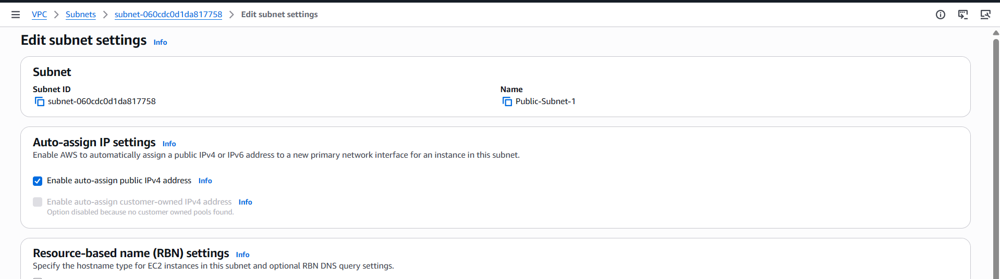 VPC > Subnets > subnet-060cdc0d1da817758 > Edit subnet settings
Edit subnet settings Info
Subnet
Subnet ID
subnet-060cdc0d1da817758
Name
Public-Subnet-1
Auto-assign IP settings Info
Enable AWS to automatically assign a public IPv4 or IPv6 address to a new primary network interface for an instance in this subnet.
Enable auto-assign public IPv4 address Info
Enable auto-assign customer-owned IPv4 address Info
Option disabled because no customer owned pools found.
Resource-based name (RBN) settings Info
Specify the hostname type for EC2 instances in this subnet and optional RBN DNS query settings.